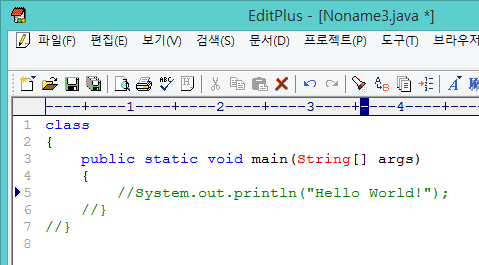 EditPlus - [Noname3.java *]
파일(F) 편집(E) 보기(V) 검색(S) 문서(D) 프로젝트(P) 도구(T) 브라우저
----+----1----+----2----+----3----+----4----+-
1 class
2 {
3 public static void main(String[] args)
4 {
5 //System.out.println("Hello World!");
6 //}
7 //}
8